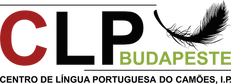 CLP
BUDAPESTE
CENTRO DE LÍNGUA PORTUGUESA DO CAMÕES, I.P.